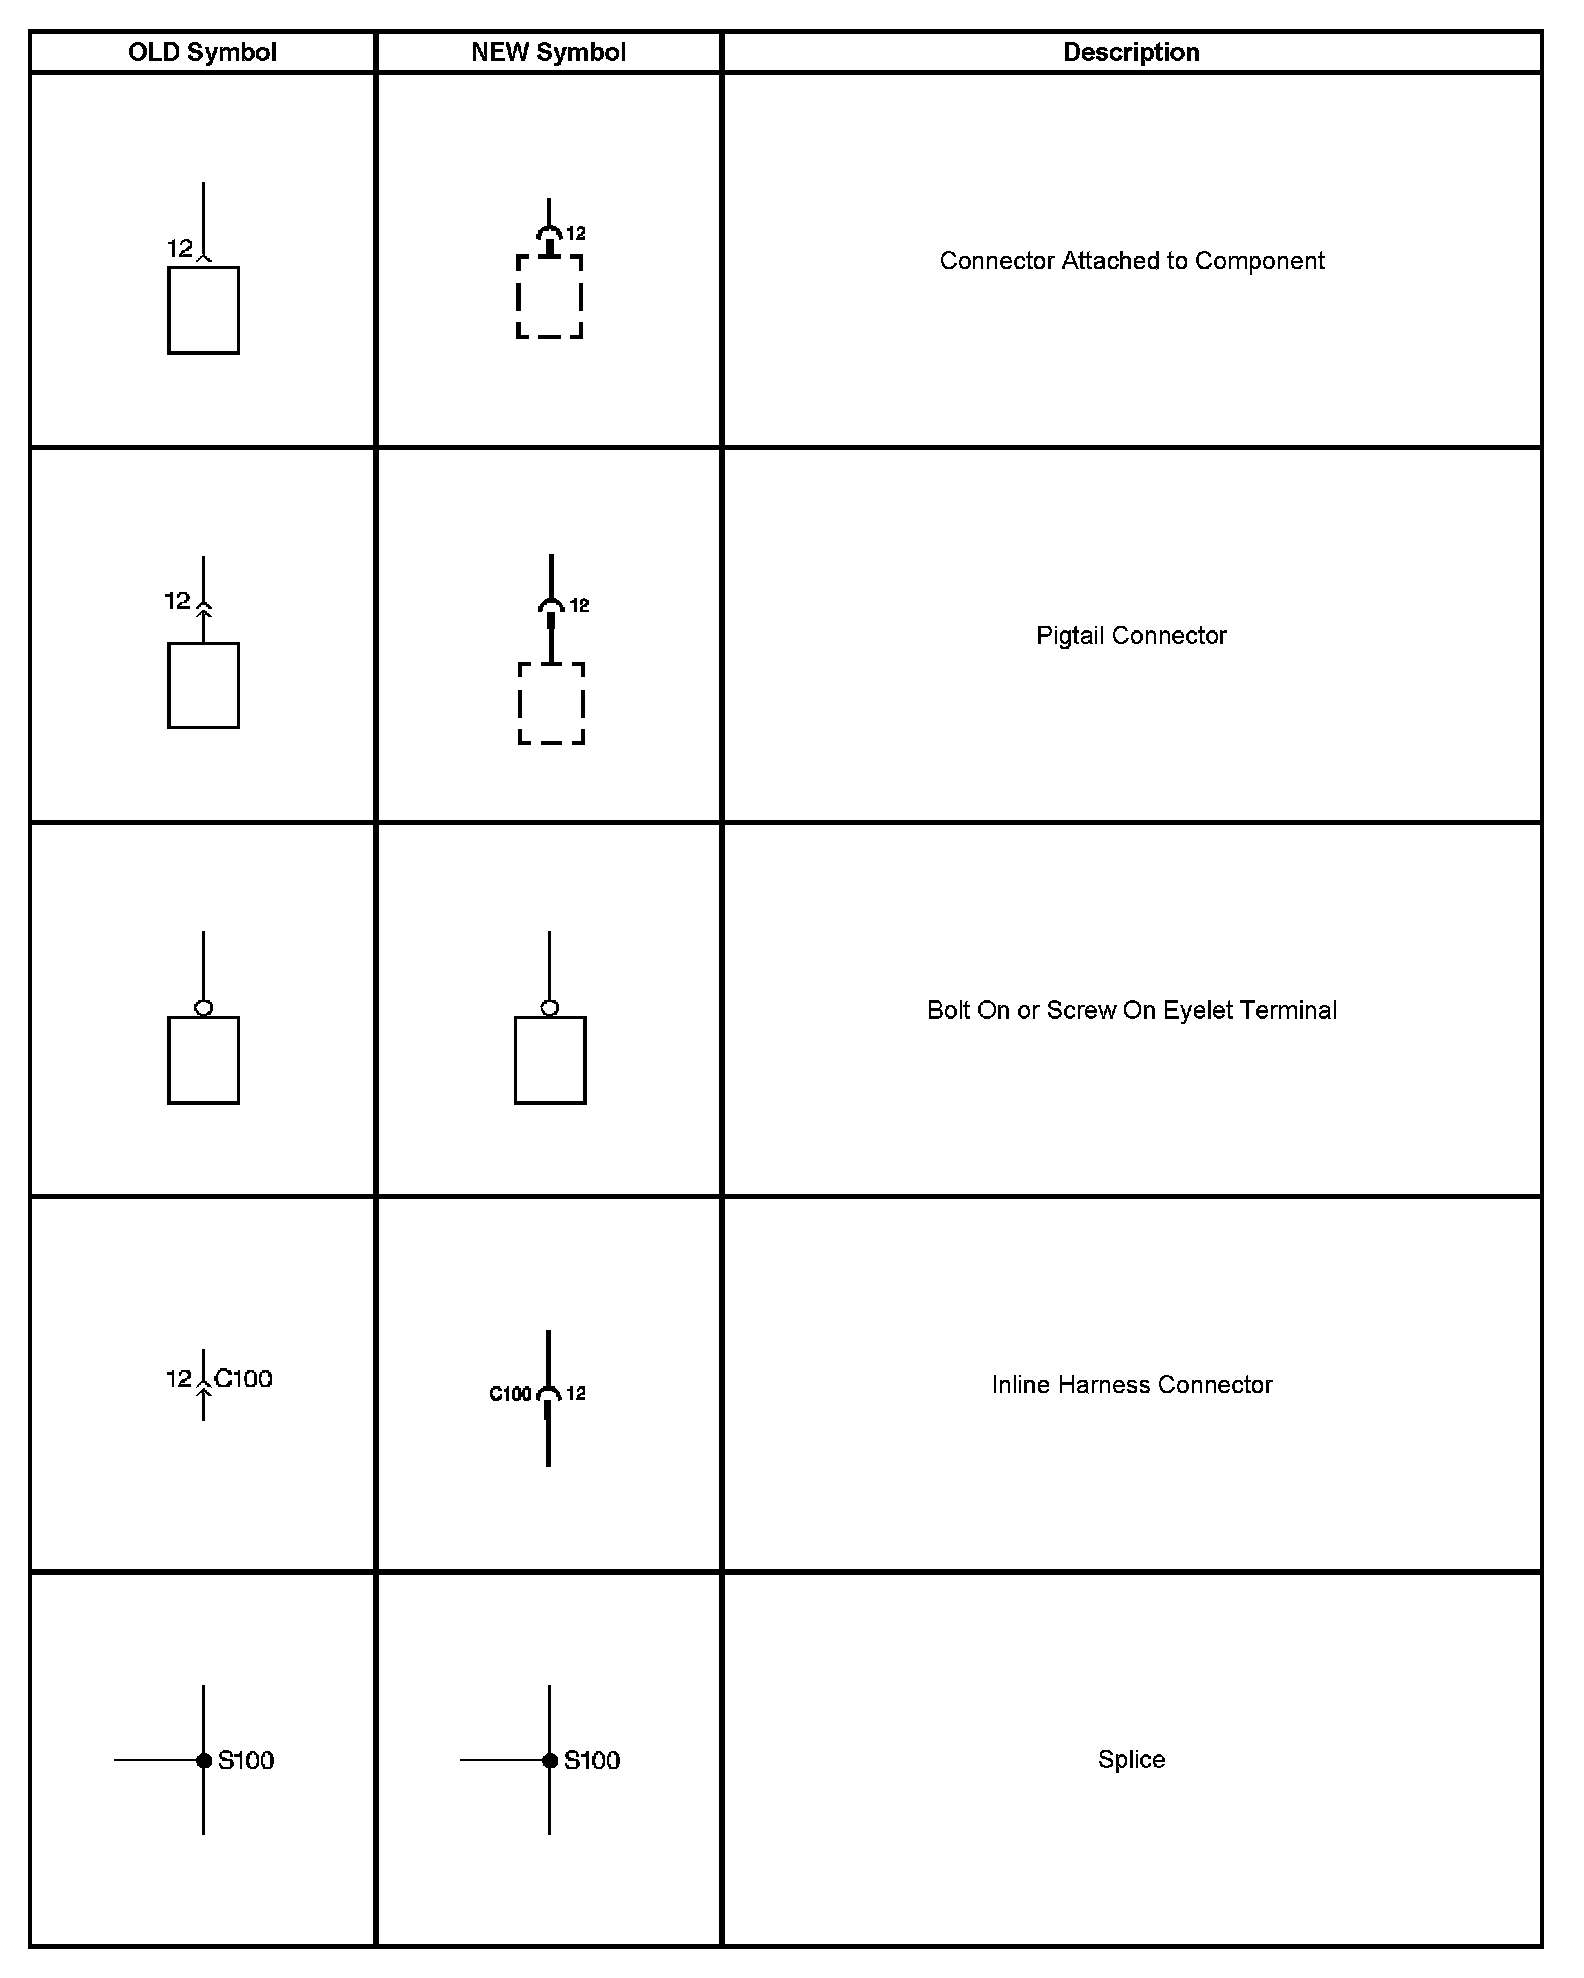 OLD Symbol NEW Symbol Description
12 12 Connector Attached to Component
12 12 Pigtail Connector
Bolt On or Screw On Eyelet Terminal
12 C100 C100 12 Inline Harness Connector
S100 S100 Splice